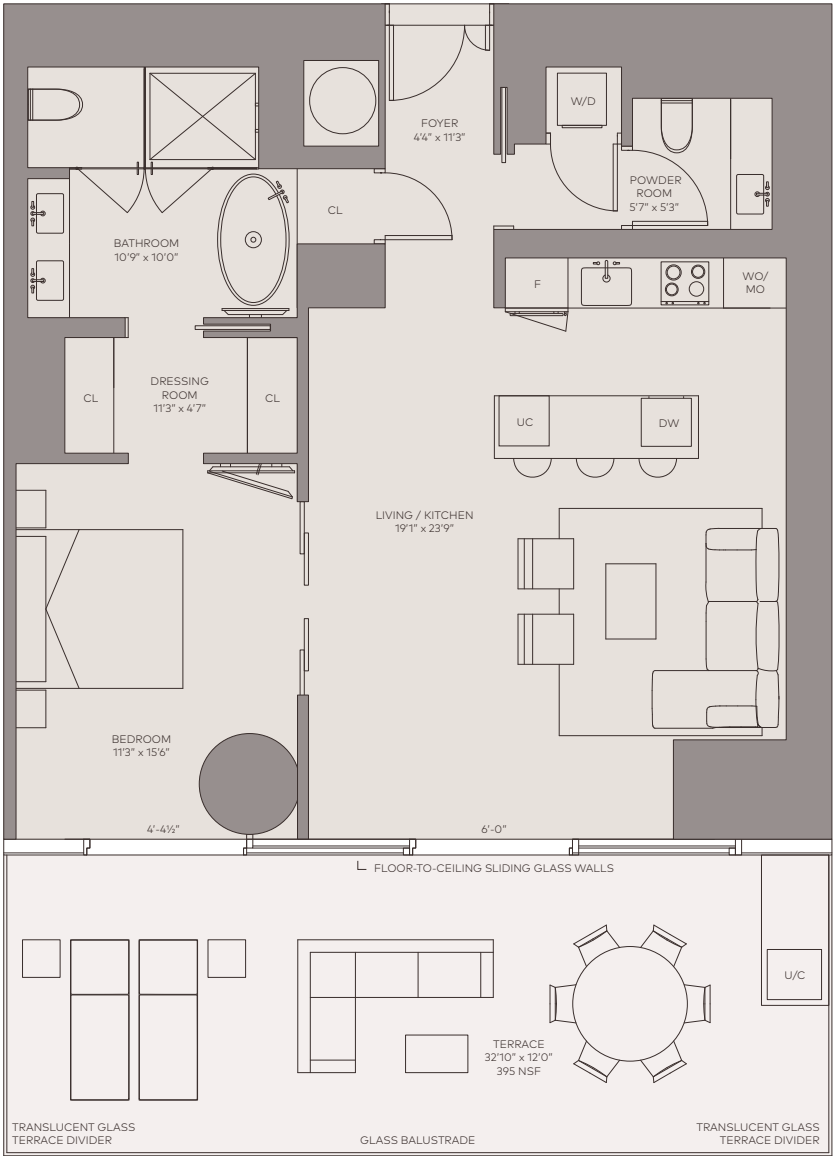 W/D
FOYER
4'4" x 11'3"
POWDER
ROOM
5'7" x 5'3"
CL
BATHROOM
10'9" x 10'0"
F
WO/
MO
DRESSING
ROOM
11'3" x 4'7"
CL
CL
UC
DW
LIVING / KITCHEN
19'1" x 23'9"
BEDROOM
11'3" x 15'6"
4'-4½"
6'-0"
FLOOR-TO-CEILING SLIDING GLASS WALLS
U/C
TERRACE
32'10" x 12'0"
395 NSF
TRANSLUCENT GLASS
TERRACE DIVIDER
GLASS BALUSTRADE
TRANSLUCENT GLASS
TERRACE DIVIDER